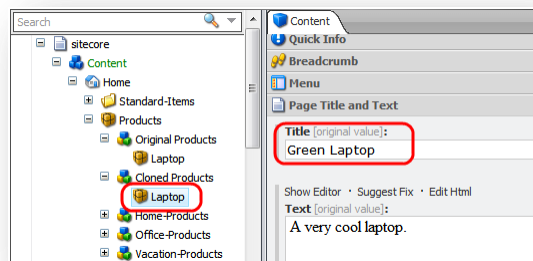 Search
sitecore
Content
Home
Standard-Items
Products
Original Products
Laptop
Cloned Products
Laptop
Home-Products
Office-Products
Vacation-Products
Content
Quick Info
Breadcrumb
Menu
Page Title and Text
Title [original value]:
Green Laptop
Show Editor · Suggest Fix · Edit Html
Text [original value]:
A very cool laptop.